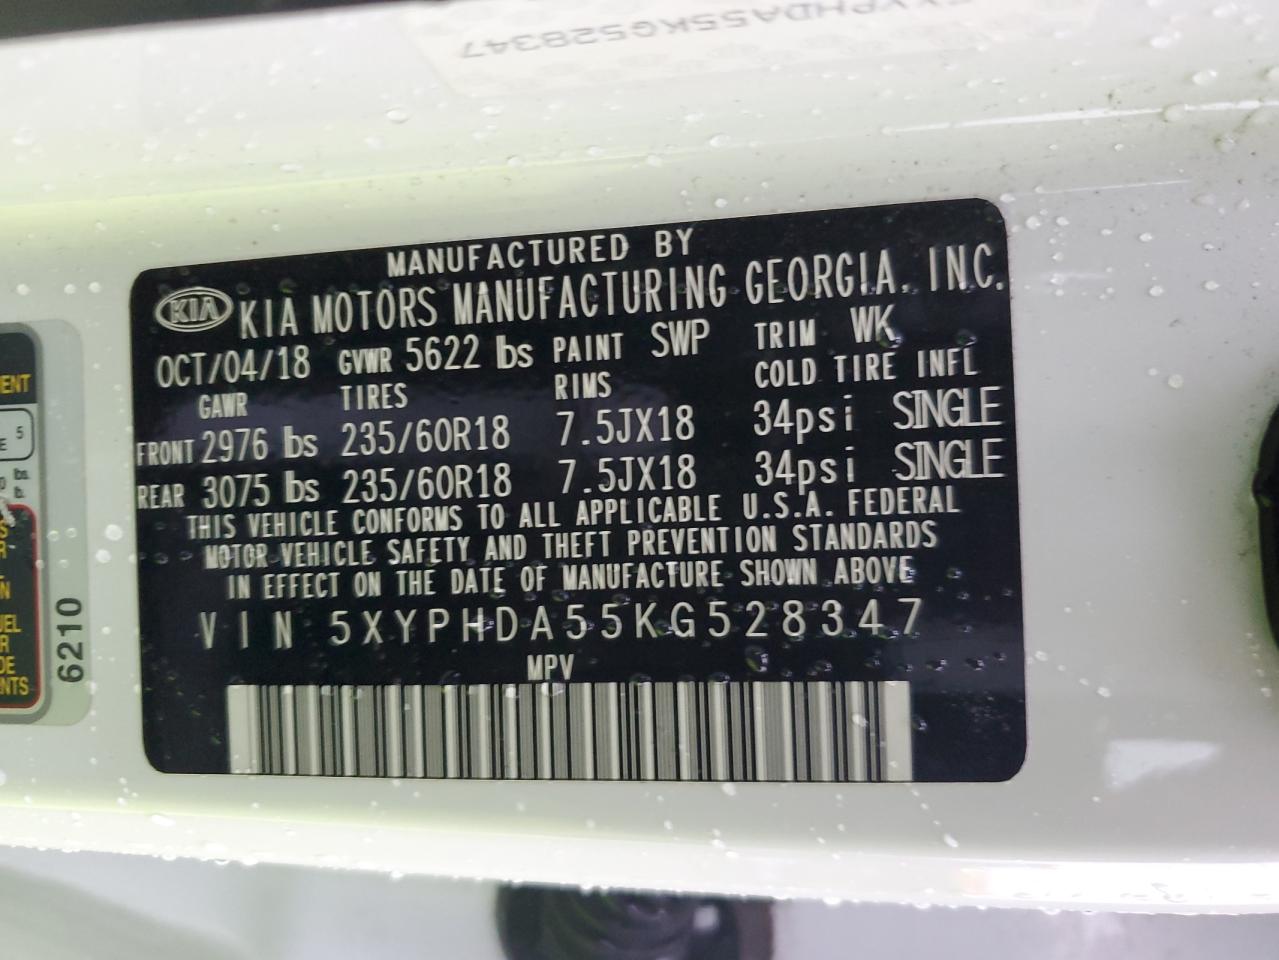 5XYPHDA55KG528347
MANUFACTURED BY
KIA KIA MOTORS MANUFACTURING GEORGIA, INC.
OCT/04/18 GVWR 5622 lbs PAINT SWP TRIM WK
GAWR TIRES RIMS COLD TIRE INFL
FRONT 2976 lbs 235/60R18 7.5JX18 34psi SINGLE
REAR 3075 lbs 235/60R18 7.5JX18 34psi SINGLE
THIS VEHICLE CONFORMS TO ALL APPLICABLE U.S.A. FEDERAL
MOTOR VEHICLE SAFETY AND THEFT PREVENTION STANDARDS
IN EFFECT ON THE DATE OF MANUFACTURE SHOWN ABOVE
VIN 5XYPHDA55KG528347
MPV
6210
5
lbs.
lb.